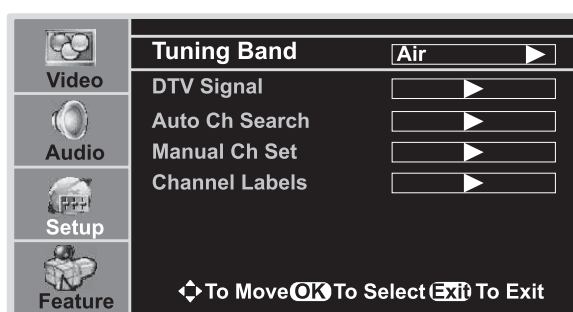 Video
Audio
Setup
Feature
Tuning Band Air
DTV Signal
Auto Ch Search
Manual Ch Set
Channel Labels
To Move OK To Select Exit To Exit